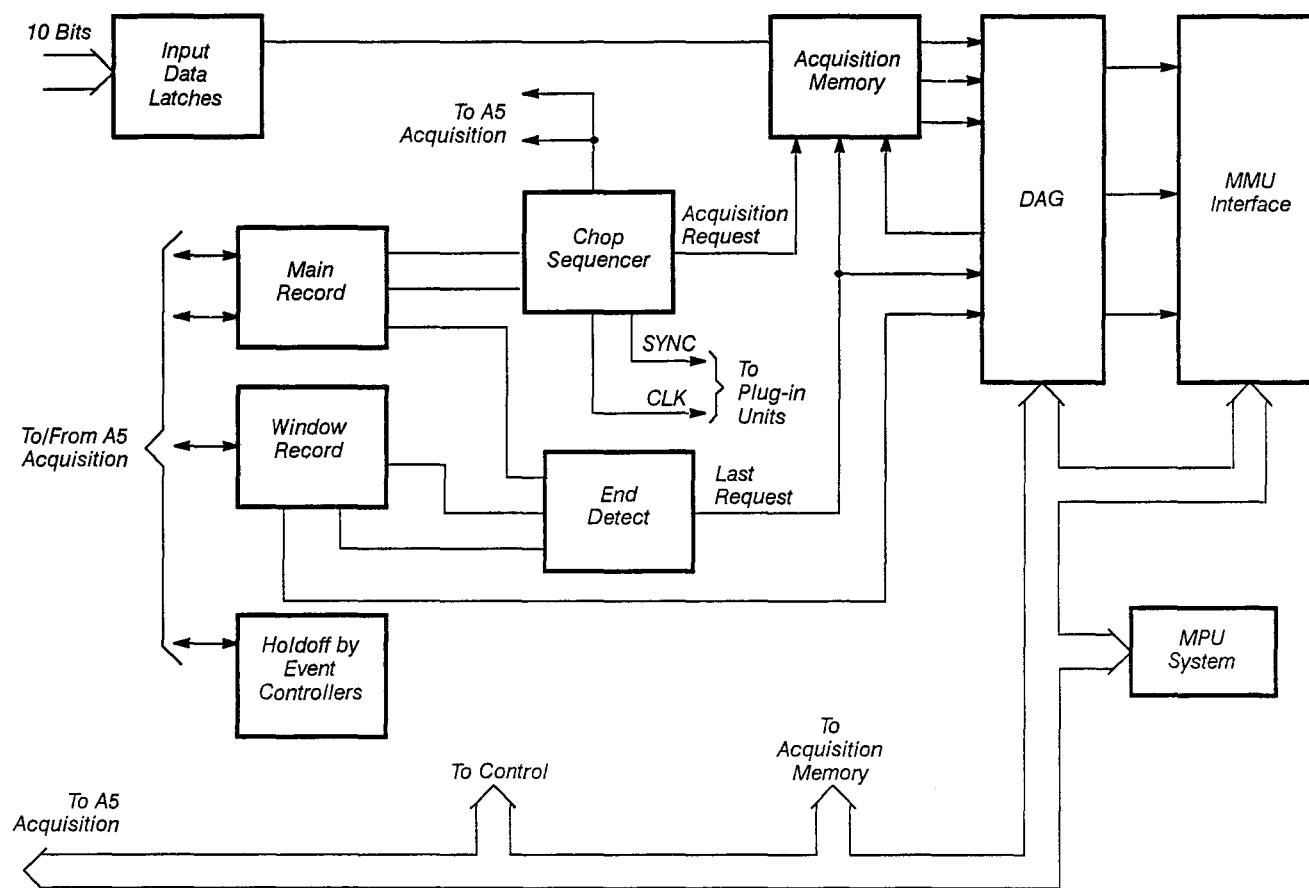 10 Bits
Input
Data
Latches
Acquisition
Memory
DAG
MMU
Interface
To A5
Acquisition
Chop
Sequencer
Acquisition
Request
Main
Record
SYNC
CLK
To
Plug-in
Units
To/From A5
Acquisition
Window
Record
End
Detect
Last
Request
Holdoff by
Event
Controllers
MPU
System
To Control
To
Acquisition
Memory
To A5
Acquisition